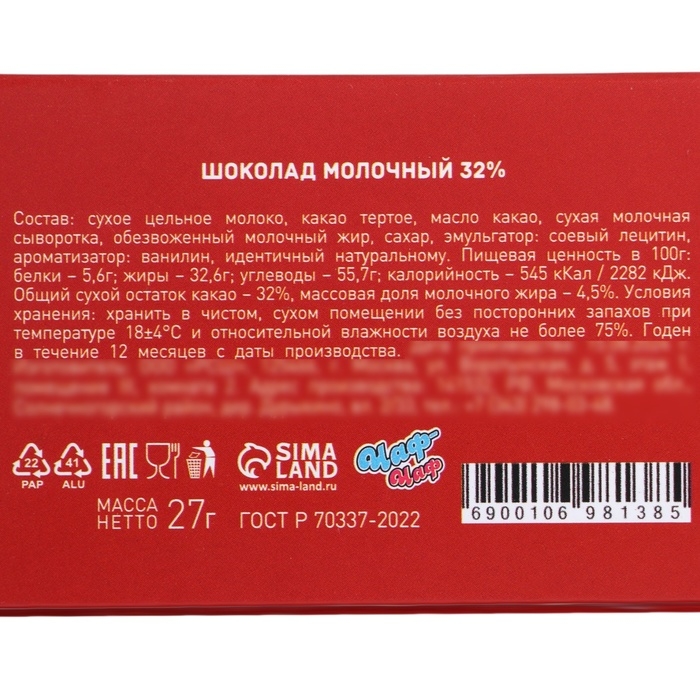 ШОКОЛАД МОЛОЧНЫЙ 32%
Состав: сухое цельное молоко, какао тертое, масло какао, сухая молочная
сыворотка, обезвоженный молочный жир, сахар, эмульгатор: соевый лецитин,
ароматизатор: ванилин, идентичный натуральному. Пищевая ценность в 100г:
белки – 5,6г; жиры – 32,6г; углеводы – 55,7г; калорийность – 545 кКал / 2282 кДж.
Общий сухой остаток какао – 32%, массовая доля молочного жира – 4,5%. Условия
хранения: хранить в чистом, сухом помещении без посторонних запахов при
температуре 18±4°С и относительной влажности воздуха не более 75%. Годен
в течение 12 месяцев с даты производства.
22
PAP
41
ALU
EAC
SIMA
LAND
www.sima-land.ru
Чаф-
Чаф
МАССА
НЕТТО 27г
ГОСТ Р 70337-2022
6900106 981385